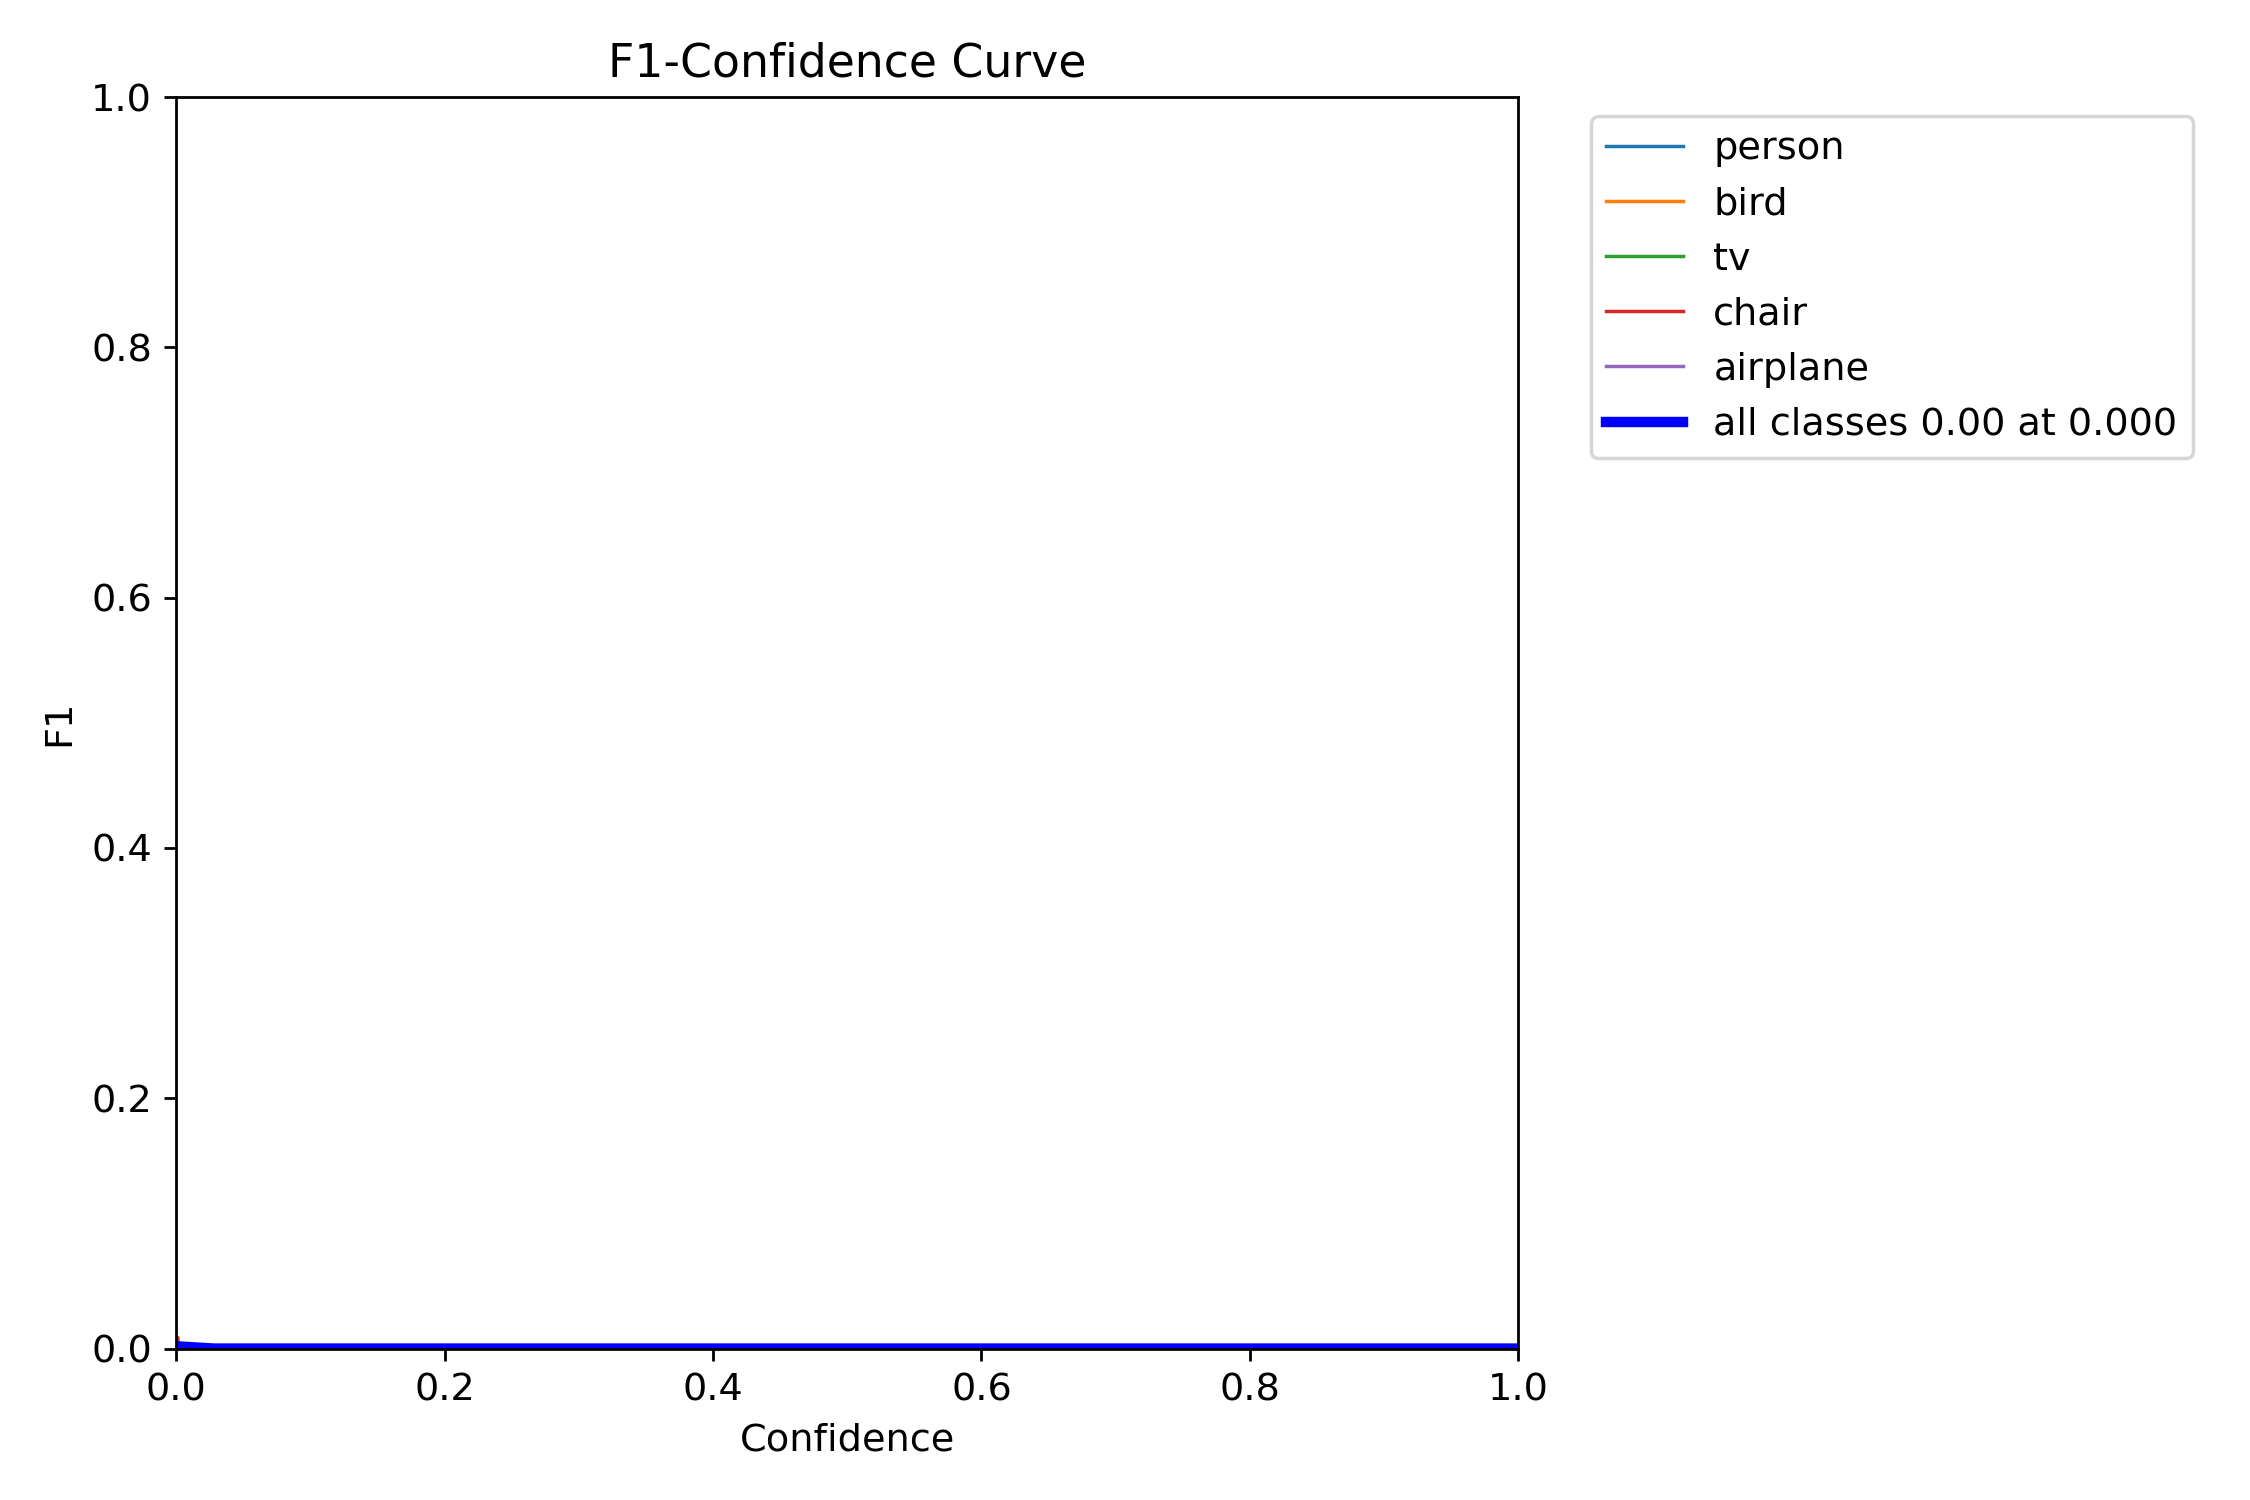 F1-Confidence Curve
1.0
0.8
0.6
0.4
0.2
0.0
F1
0.0 0.2 0.4 0.6 0.8 1.0
Confidence
person
bird
tv
chair
airplane
all classes 0.00 at 0.000